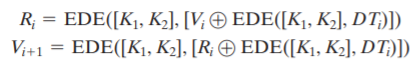 Rᵢ = EDE([K₁, K₂], [Vᵢ ⊕ EDE([K₁, K₂], DTᵢ)])
Vᵢ₊₁ = EDE([K₁, K₂], [Rᵢ ⊕ EDE([K₁, K₂], DTᵢ)])